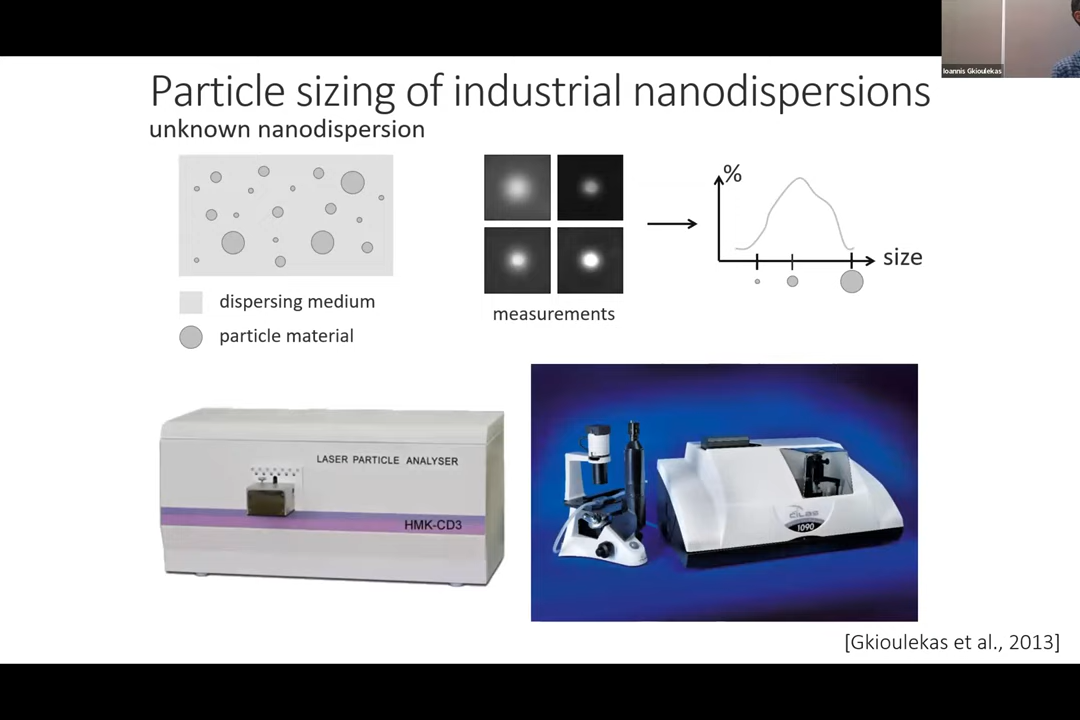 Ioannis Gkioulekas
Particle sizing of industrial nanodispersions
unknown nanodispersion
%
size
dispersing medium
measurements
particle material
LASER PARTICLE ANALYSER
HMK-CD3
CILAS
1090
[Gkioulekas et al., 2013]